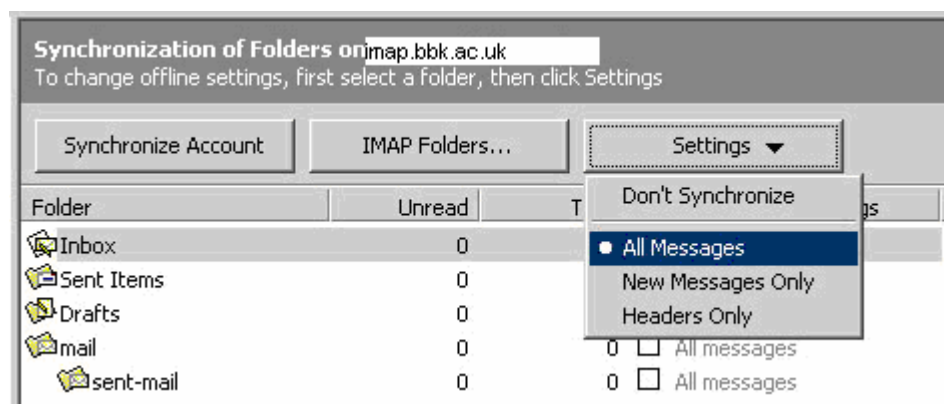 Synchronization of Folders on imap.bbk.ac.uk
To change offline settings, first select a folder, then click Settings
Synchronize Account IMAP Folders... Settings
Folder Unread
Don't Synchronize
Inbox 0
All Messages
Sent Items 0
New Messages Only
Drafts 0
Headers Only
mail 0 0 All messages
sent-mail 0 0 All messages